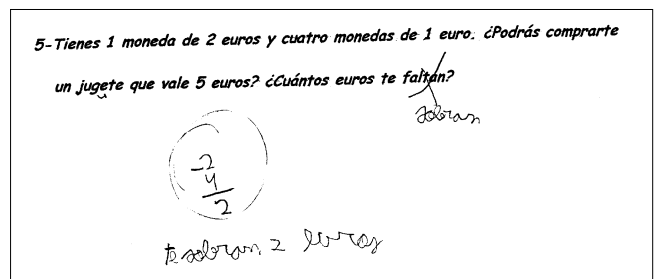 5- Tienes 1 moneda de 2 euros y cuatro monedas de 1 euro. ¿Podrás comprarte
un jugete que vale 5 euros? ¿Cuántos euros te faltan?
sobran
-2
4
2
te sobran 2 euros